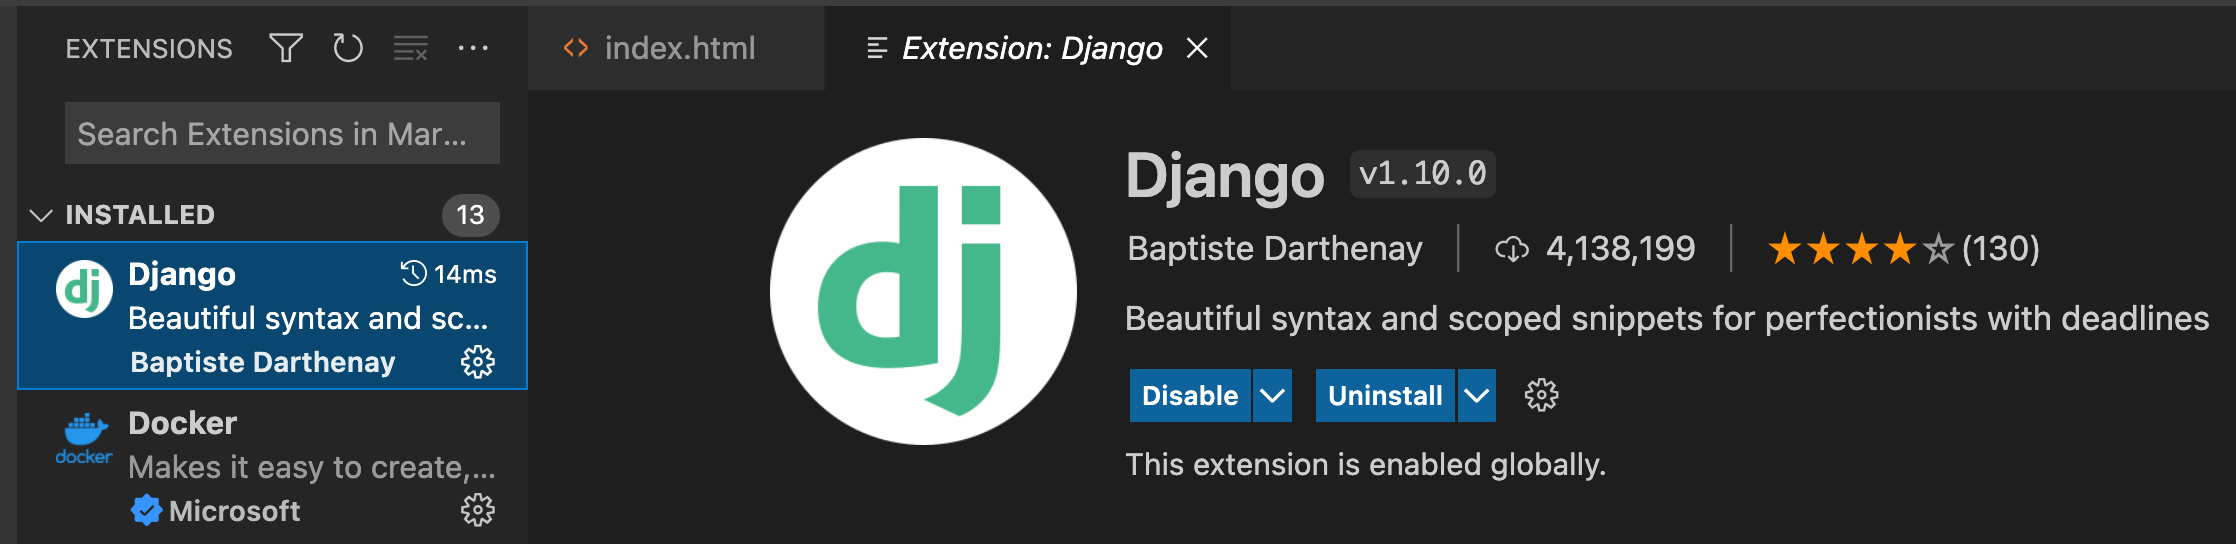 EXTENSIONS
Search Extensions in Mar...
INSTALLED 13
Django 14ms
Beautiful syntax and sc...
Baptiste Darthenay
docker
Docker
Makes it easy to create,...
Microsoft
index.html
Extension: Django
dj
Django v1.10.0
Baptiste Darthenay 4,138,199 (130)
Beautiful syntax and scoped snippets for perfectionists with deadlines
Disable Uninstall
This extension is enabled globally.